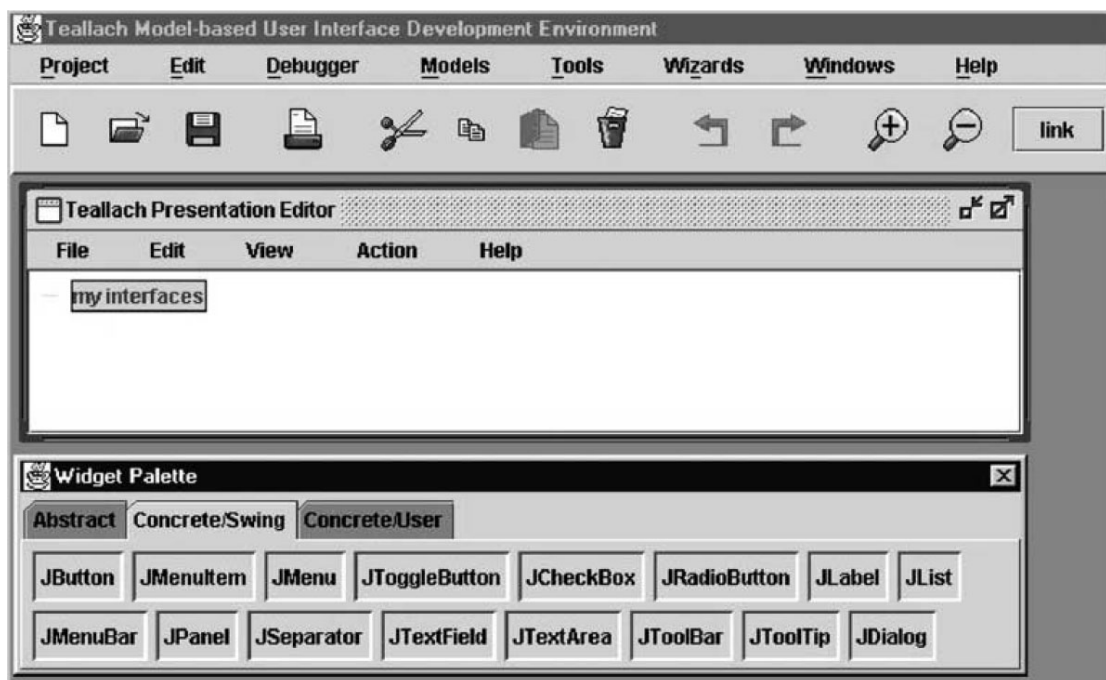 Teallach Model-based User Interface Development Environment
Project Edit Debugger Models Tools Wizards Windows Help
link
Teallach Presentation Editor
File Edit View Action Help
my interfaces
Widget Palette
Abstract Concrete/Swing Concrete/User
JButton JMenuItem JMenu JToggleButton JCheckBox JRadioButton JLabel JList
JMenuBar JPanel JSeparator JTextField JTextArea JToolBar JToolTip JDialog